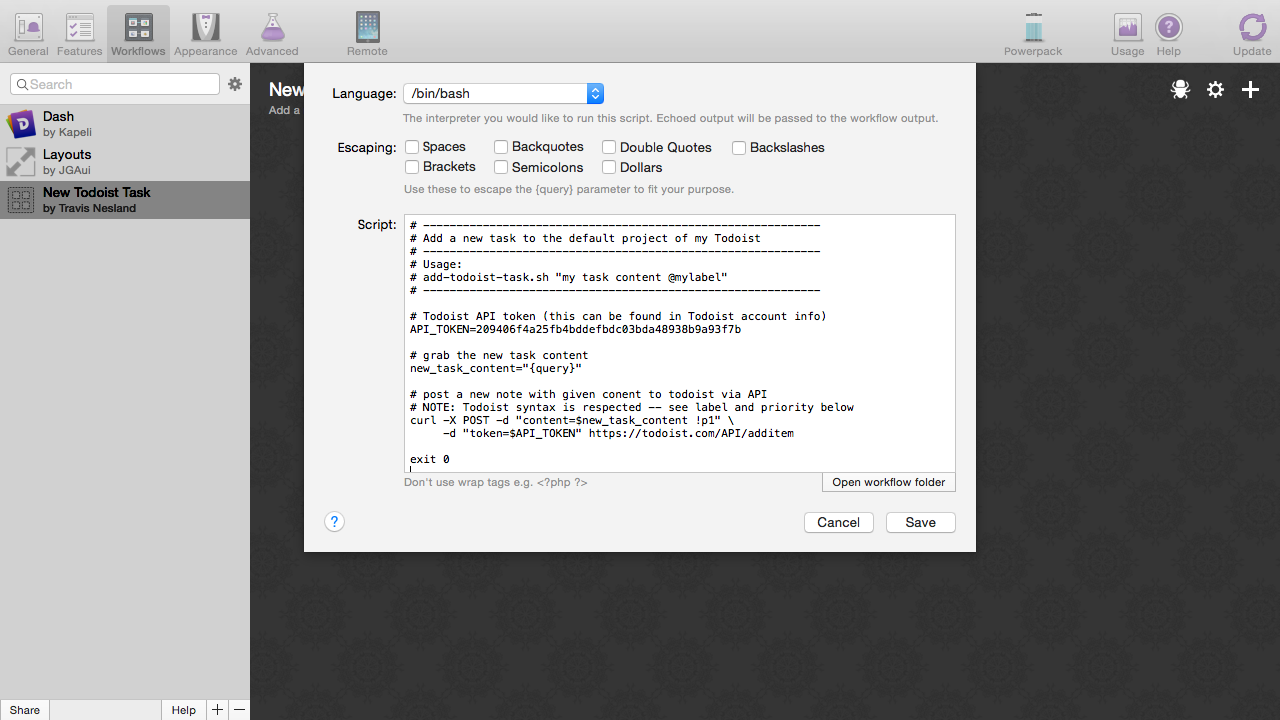 General Features Workflows Appearance Advanced Remote Powerpack Usage Help Update
Search
Dash
by Kapeli
Layouts
by JGAui
New Todoist Task
by Travis Nesland
New
Add a
Language: /bin/bash
The interpreter you would like to run this script. Echoed output will be passed to the workflow output.
Escaping: Spaces Backquotes Double Quotes Backslashes
Brackets Semicolons Dollars
Use these to escape the {query} parameter to fit your purpose.
Script:
# ------------------------------------------------------------
# Add a new task to the default project of my Todoist
# ------------------------------------------------------------
# Usage:
# add-todoist-task.sh "my task content @mylabel"
# ------------------------------------------------------------
# Todoist API token (this can be found in Todoist account info)
API_TOKEN=209406f4a25fb4bddefbdc03bda48938b9a93f7b
# grab the new task content
new_task_content="{query}"
# post a new note with given conent to todoist via API
# NOTE: Todoist syntax is respected -- see label and priority below
curl -X POST -d "content=$new_task_content !p1" \
-d "token=$API_TOKEN" https://todoist.com/API/additem
exit 0
Don't use wrap tags e.g. <?php ?>
Open workflow folder
? Cancel Save
Share Help + −